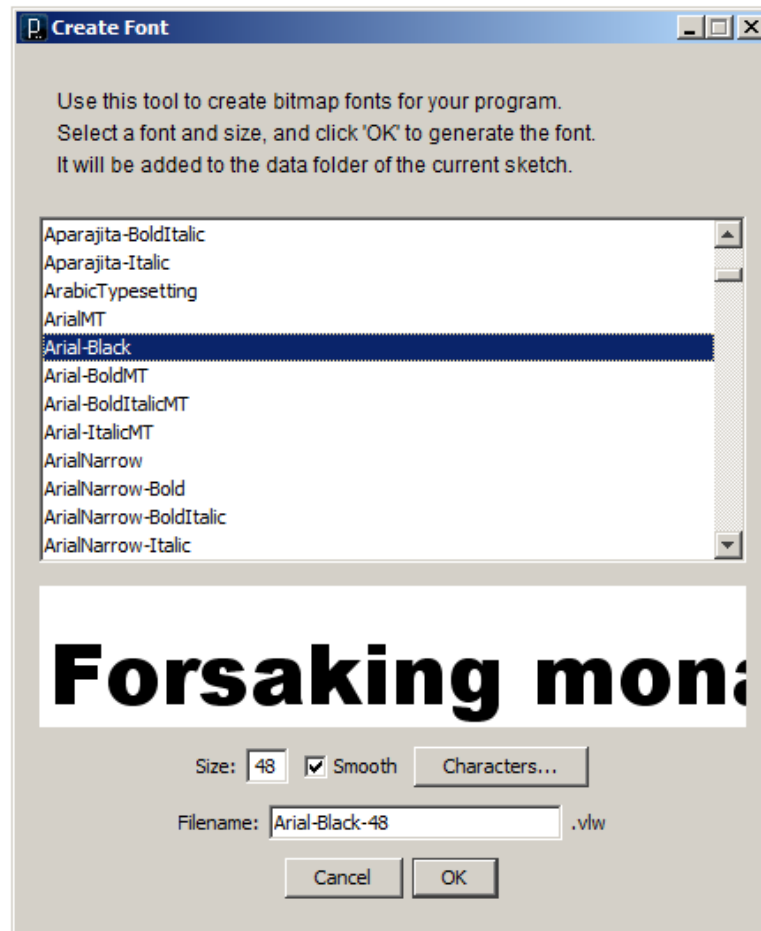 Create Font
Use this tool to create bitmap fonts for your program.
Select a font and size, and click 'OK' to generate the font.
It will be added to the data folder of the current sketch.
Aparajita-BoldItalic
Aparajita-Italic
ArabicTypesetting
ArialMT
Arial-Black
Arial-BoldMT
Arial-BoldItalicMT
Arial-ItalicMT
ArialNarrow
ArialNarrow-Bold
ArialNarrow-BoldItalic
ArialNarrow-Italic
Forsaking mona
Size: 48 Smooth Characters...
Filename: Arial-Black-48 .vlw
Cancel OK